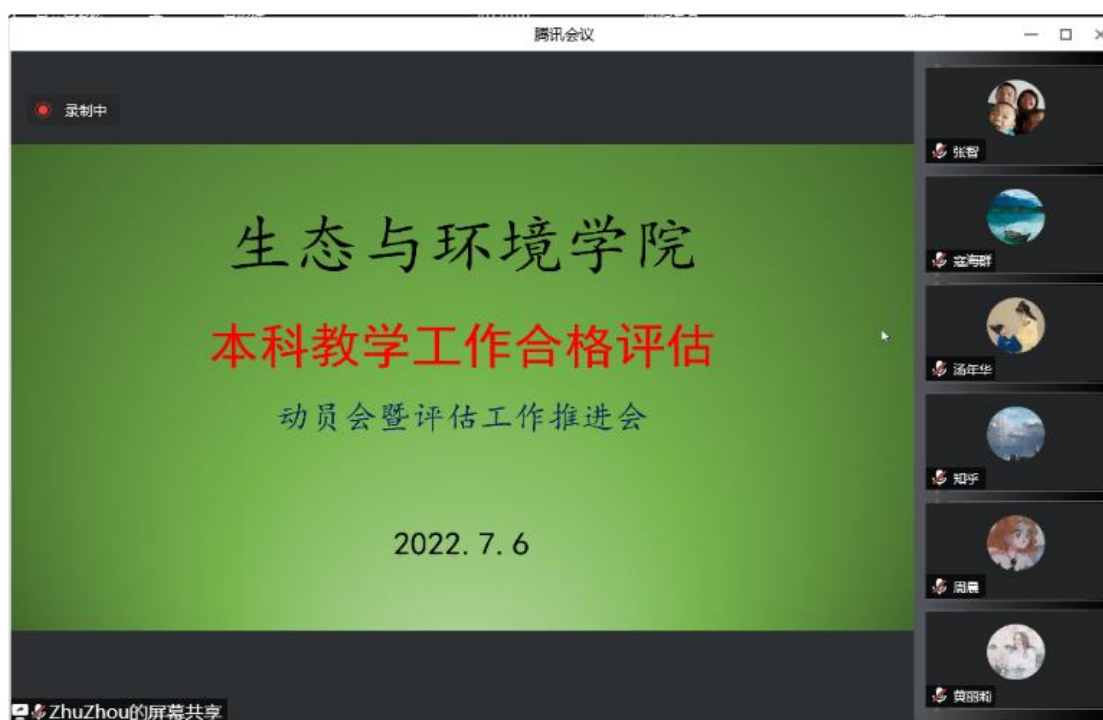 腾讯会议
录制中
生态与环境学院
本科教学工作合格评估
动员会暨评估工作推进会
2022.7.6
张智
寇海群
汤年华
知乎
周晨
黄丽莉
ZhuZhou的屏幕共享